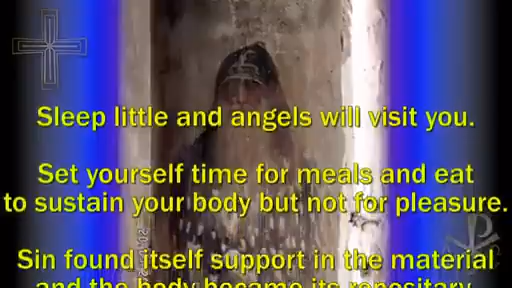 Sleep little and angels will visit you.
Set yourself time for meals and eat
to sustain your body but not for pleasure.
Sin found itself support in the material
and the body became its repositary